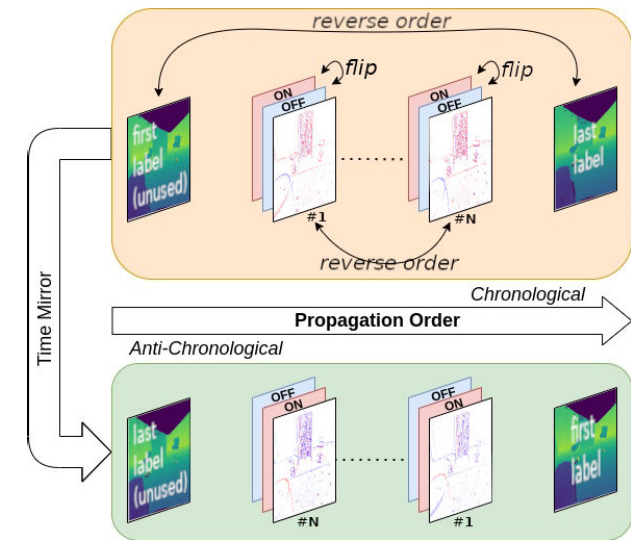 reverse order
flip
flip
ON
OFF
ON
OFF
first
label
(unused)
last
label
#1
#N
reverse order
Time Mirror
Chronological
Propagation Order
Anti-Chronological
OFF
ON
OFF
ON
last
label
(unused)
first
label
#N
#1